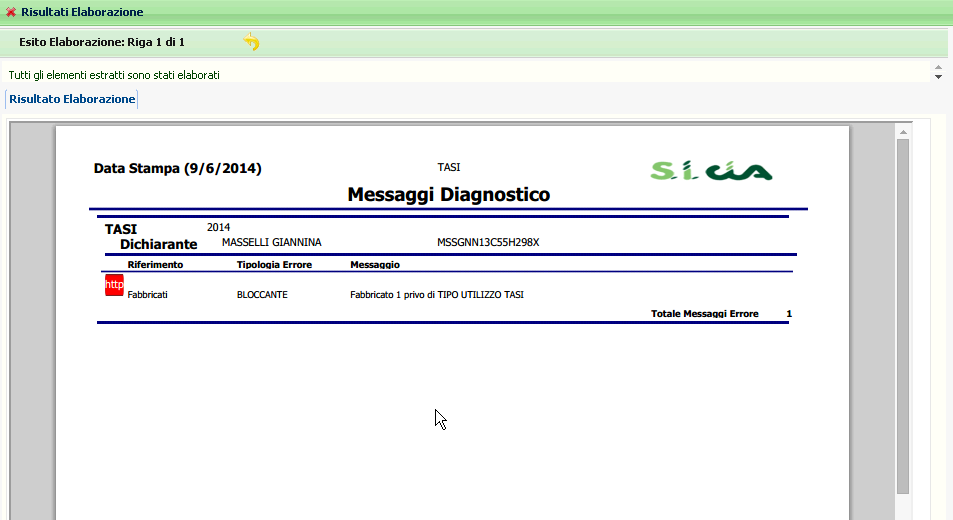 Risultati Elaborazione
Esito Elaborazione: Riga 1 di 1
Tutti gli elementi estratti sono stati elaborati
Risultato Elaborazione
Data Stampa (9/6/2014) TASI S.i.ciA
Messaggi Diagnostico
TASI 2014
Dichiarante MASSELLI GIANNINA MSSGNN13C55H298X
Riferimento Tipologia Errore Messaggio
http Fabbricati BLOCCANTE Fabbricato 1 privo di TIPO UTILIZZO TASI
Totale Messaggi Errore 1